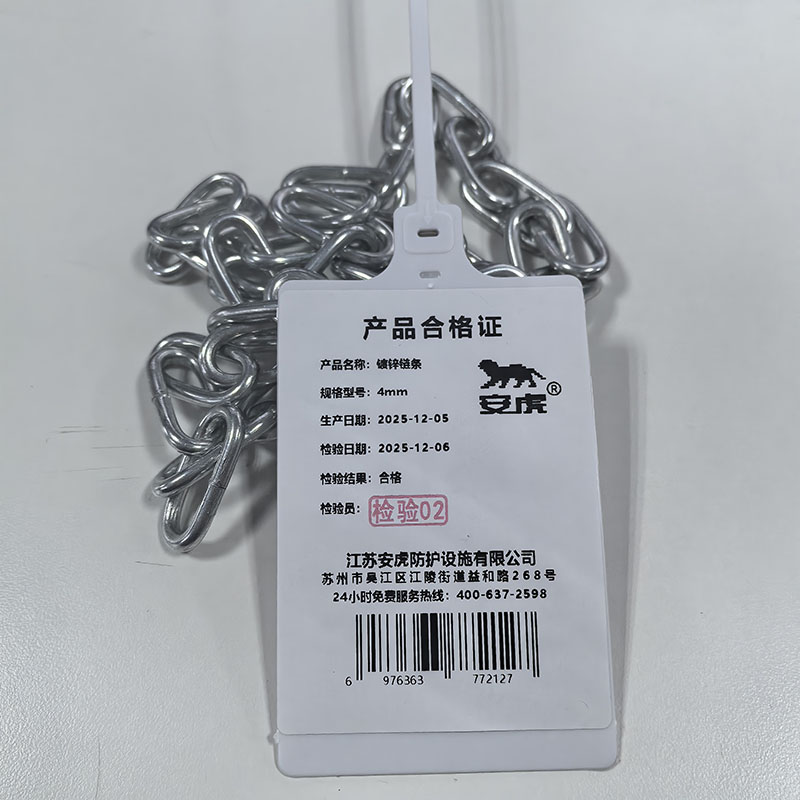 产品合格证
产品名称：镀锌链条
规格型号：4mm
生产日期：2025-12-05
检验日期：2025-12-06
检验结果：合格
检验员：检验02
安虎®
江苏安虎防护设施有限公司
苏州市吴江区江陵街道益和路268号
24小时免费服务热线：400-637-2598
6 976363 772127